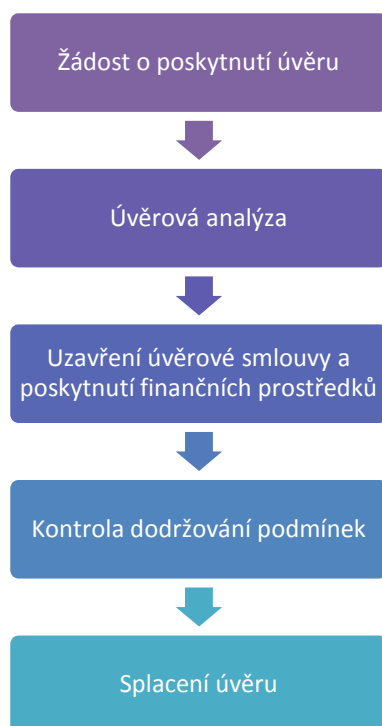 Žádost o poskytnutí úvěru
Úvěrová analýza
Uzavření úvěrové smlouvy a
poskytnutí finančních prostředků
Kontrola dodržování podmínek
Splacení úvěru